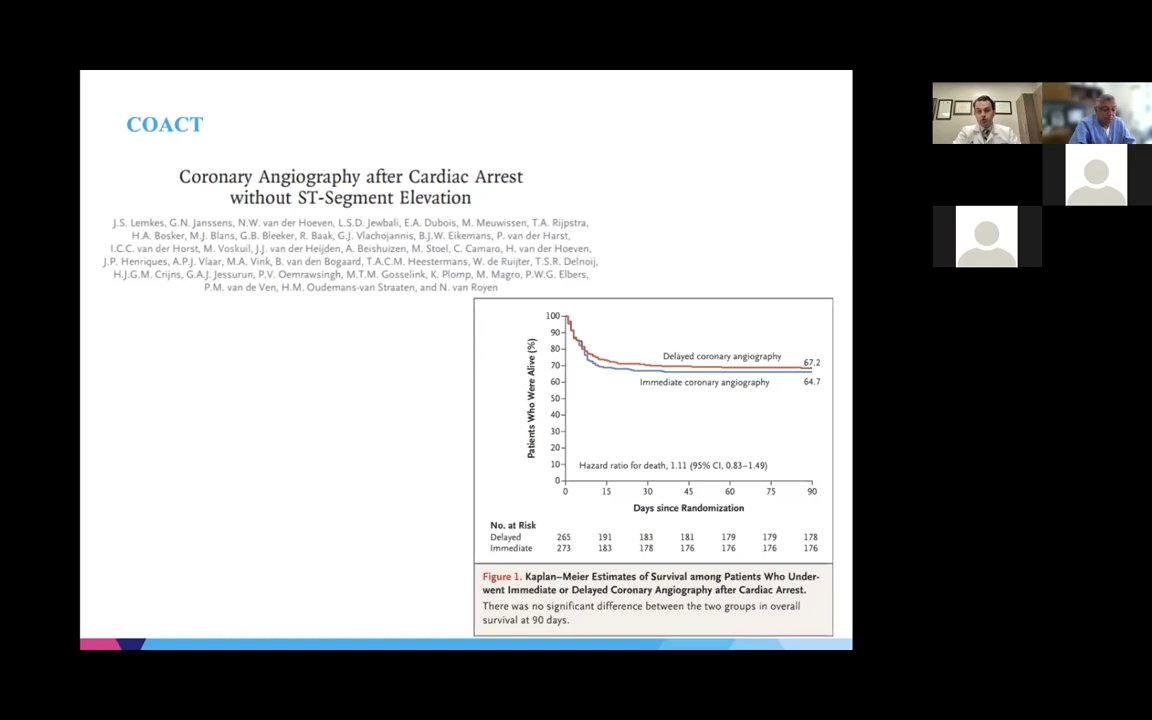 COACT
Coronary Angiography after Cardiac Arrest
without ST-Segment Elevation
J.S. Lemkes, G.N. Janssens, N.W. van der Hoeven, L.S.D. Jewbali, E.A. Dubois, M. Meuwissen, T.A. Rijpstra,
H.A. Bosker, M.J. Blans, G.B. Bleeker, R. Baak, G.J. Vlachojannis, B.J.W. Eikemans, P. van der Harst,
I.C.C. van der Horst, M. Voskuil, J.J. van der Heijden, A. Beishuizen, M. Stoel, C. Camaro, H. van der Hoeven,
J.P. Henriques, A.P.J. Vlaar, M.A. Vink, B. van den Bogaard, T.A.C.M. Heestermans, W. de Ruijter, T.S.R. Delnoij,
H.J.G.M. Crijns, G.A.J. Jessurun, P.V. Oemrawsingh, M.T.M. Gosselink, K. Plomp, M. Magro, P.W.G. Elbers,
P.M. van de Ven, H.M. Oudemans-van Straaten, and N. van Royen
Patients Who Were Alive (%)
100
90
80
70
60
50
40
30
20
10
0
Delayed coronary angiography
67.2
Immediate coronary angiography
64.7
Hazard ratio for death, 1.11 (95% CI, 0.83–1.49)
0 15 30 45 60 75 90
Days since Randomization
No. at Risk
Delayed 265 191 183 181 179 179 178
Immediate 273 183 178 176 176 176 176
Figure 1. Kaplan–Meier Estimates of Survival among Patients Who Under-
went Immediate or Delayed Coronary Angiography after Cardiac Arrest.
There was no significant difference between the two groups in overall
survival at 90 days.